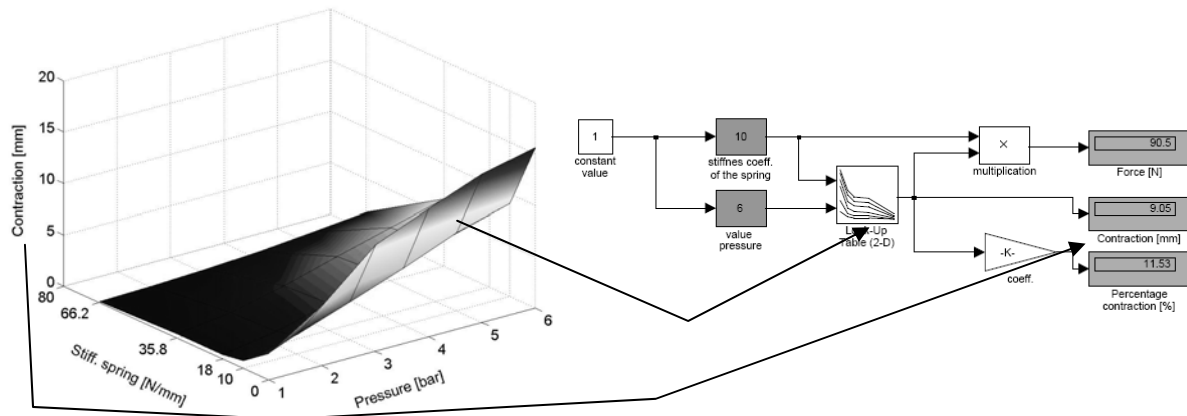 20
15
10
5
0
Contraction [mm]
80
66.2
35.8
18
10
0
Stiff. spring [N/mm]
1
2
3
4
5
6
Pressure [bar]
1
constant
value
10
stiffnes coeff.
of the spring
6
value
pressure
Look-Up
Table (2-D)
×
multiplication
-K-
coeff.
90.5
Force [N]
9.05
Contraction [mm]
11.53
Percentage
contraction [%]